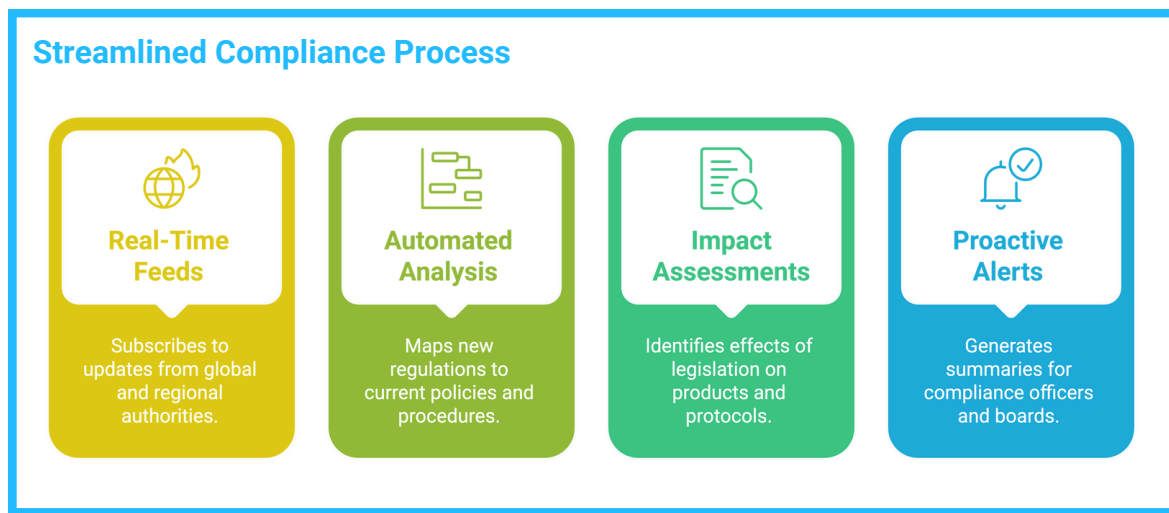 Streamlined Compliance Process
Real-Time
Feeds
Subscribes to
updates from global
and regional
authorities.
Automated
Analysis
Maps new
regulations to
current policies and
procedures.
Impact
Assessments
Identifies effects of
legislation on
products and
protocols.
Proactive
Alerts
Generates
summaries for
compliance officers
and boards.